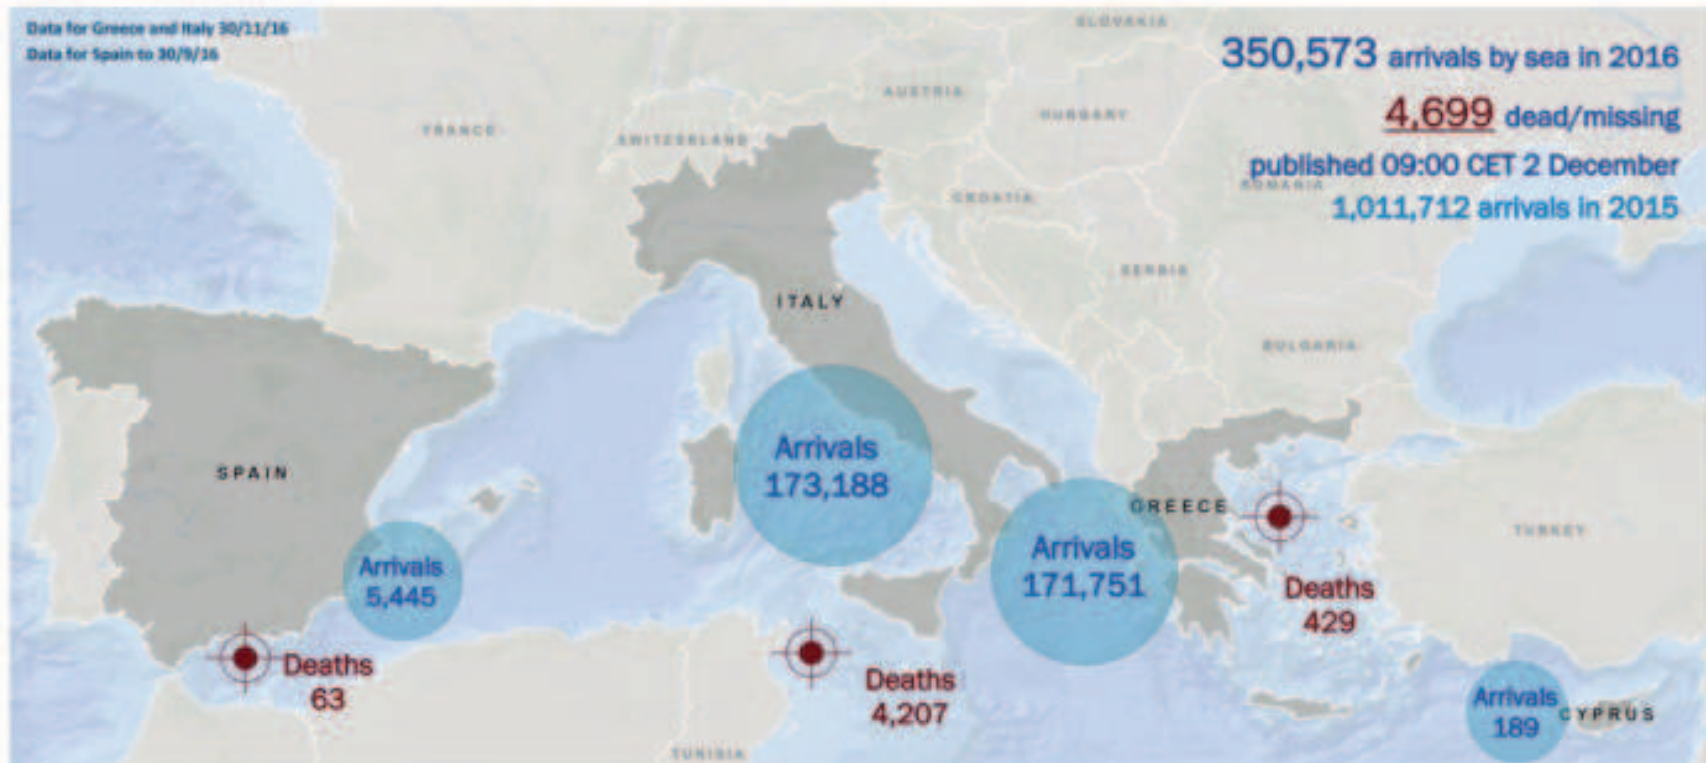 Data for Greece and Italy 30/11/16
Data for Spain to 30/9/16
350,573 arrivals by sea in 2016
4,699 dead/missing
published 09:00 CET 2 December
1,011,712 arrivals in 2015
SLOVAKIA
AUSTRIA
HUNGARY
FRANCE
SWITZERLAND
ROMANIA
CROATIA
SERBIA
ITALY
BULGARIA
SPAIN
Arrivals
173,188
GREECE
TURKEY
Arrivals
171,751
Arrivals
5,445
Deaths
429
Deaths
63
Deaths
4,207
Arrivals
189
CYPRUS
TUNISIA